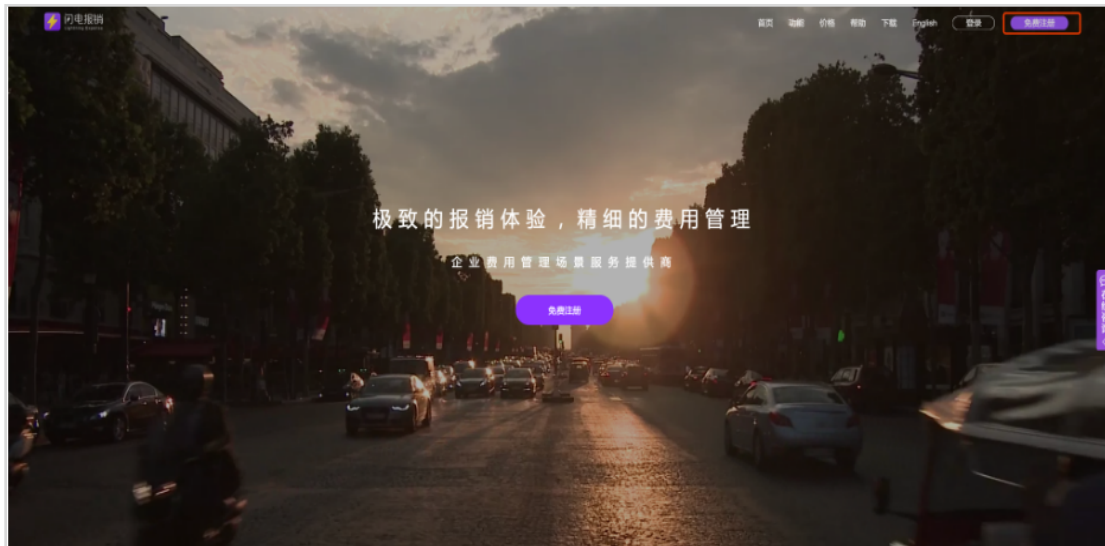 闪电报销
首页 功能 价格 帮助 下载 English 登录 免费注册
极致的报销体验，精细的费用管理
企业费用管理场景服务提供商
免费注册